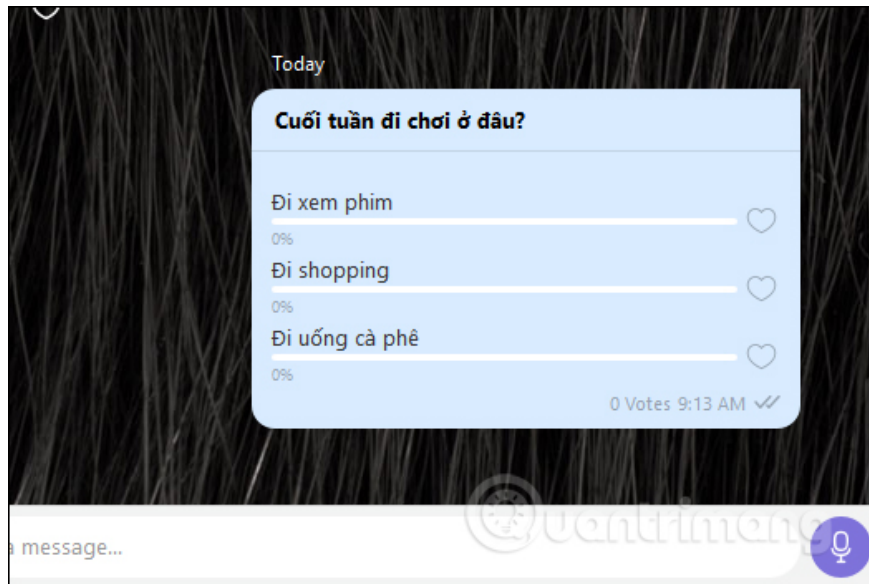 Today
Cuối tuần đi chơi ở đâu?
Đi xem phim
0%
Đi shopping
0%
Đi uống cà phê
0%
0 Votes 9:13 AM
a message...
Quantrimang